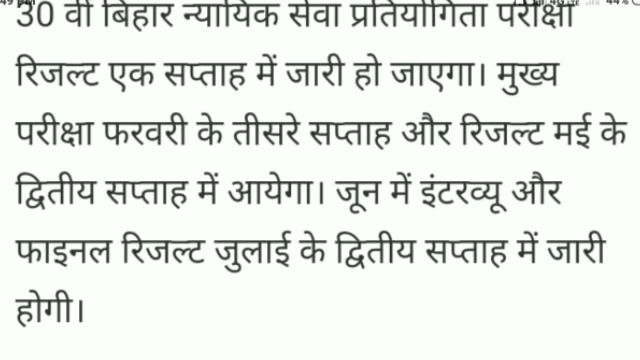 30 वीं बिहार न्यायिक सेवा प्रतियोगिता परीक्षा
रिजल्ट एक सप्ताह में जारी हो जाएगा। मुख्य
परीक्षा फरवरी के तीसरे सप्ताह और रिजल्ट मई के
द्वितीय सप्ताह में आयेगा। जून में इंटरव्यू और
फाइनल रिजल्ट जुलाई के द्वितीय सप्ताह में जारी
होगी।